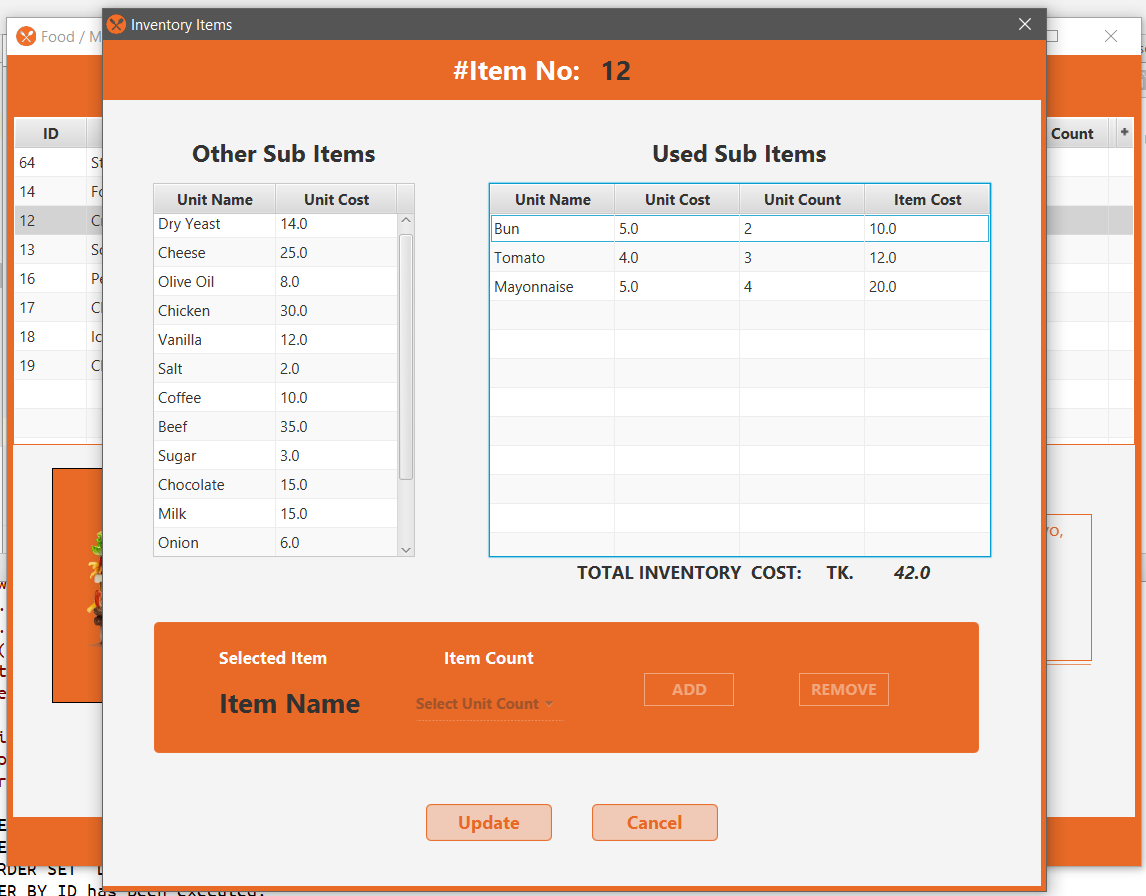 Food / M
Inventory Items
#Item No: 12
ID
Count +
64 St
14 Fo
12 C
13 Sc
16 Pe
17 Cl
18 Ic
19 Cl
Other Sub Items
Unit Name Unit Cost
Dry Yeast 14.0
Cheese 25.0
Olive Oil 8.0
Chicken 30.0
Vanilla 12.0
Salt 2.0
Coffee 10.0
Beef 35.0
Sugar 3.0
Chocolate 15.0
Milk 15.0
Onion 6.0
Used Sub Items
Unit Name Unit Cost Unit Count Item Cost
Bun 5.0 2 10.0
Tomato 4.0 3 12.0
Mayonnaise 5.0 4 20.0
TOTAL INVENTORY COST: TK. 42.0
Selected Item Item Count
Item Name Select Unit Count ADD REMOVE
Update Cancel
RDER SET
ER BY ID has been executed.